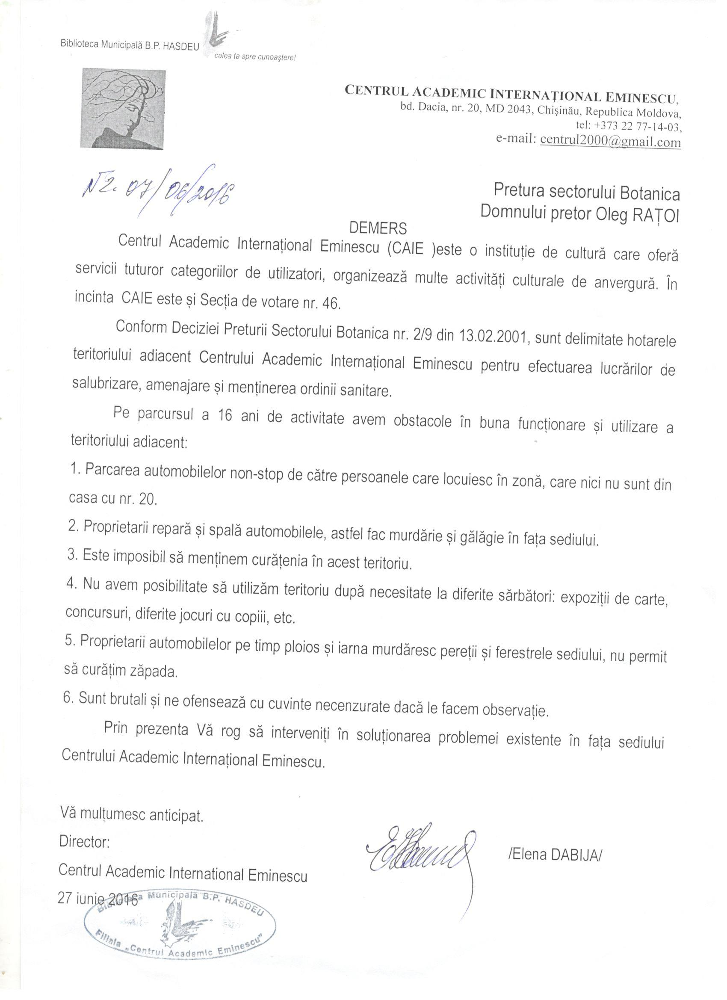 Biblioteca Municipală B.P. HASDEU
calea ta spre cunoaştere!
CENTRUL ACADEMIC INTERNAŢIONAL EMINESCU,
bd. Dacia, nr. 20, MD 2043, Chişinău, Republica Moldova,
tel: +373 22 77-14-03,
e-mail: centrul2000@gmail.com
Nr. 07/06/2016
Pretura sectorului Botanica
Domnului pretor Oleg RAȚOI
DEMERS
Centrul Academic Internațional Eminescu (CAIE )este o instituție de cultură care oferă
servicii tuturor categoriilor de utilizatori, organizează multe activități culturale de anvergură. În
incinta CAIE este și Secția de votare nr. 46.
Conform Deciziei Preturii Sectorului Botanica nr. 2/9 din 13.02.2001, sunt delimitate hotarele
teritoriului adiacent Centrului Academic Internațional Eminescu pentru efectuarea lucrărilor de
salubrizare, amenajare și menținerea ordinii sanitare.
Pe parcursul a 16 ani de activitate avem obstacole în buna funcționare și utilizare a
teritoriului adiacent:
1. Parcarea automobilelor non-stop de către persoanele care locuiesc în zonă, care nici nu sunt din
casa cu nr. 20.
2. Proprietarii repară și spală automobilele, astfel fac murdărie și gălăgie în fața sediului.
3. Este imposibil să menținem curățenia în acest teritoriu.
4. Nu avem posibilitate să utilizăm teritoriu după necesitate la diferite sărbători: expoziții de carte,
concursuri, diferite jocuri cu copiii, etc.
5. Proprietarii automobilelor pe timp ploios și iarna murdăresc pereții și ferestrele sediului, nu permit
să curățim zăpada.
6. Sunt brutali și ne ofensează cu cuvinte necenzurate dacă le facem observație.
Prin prezenta Vă rog să interveniți în soluționarea problemei existente în fața sediului
Centrului Academic Internațional Eminescu.
Vă mulțumesc anticipat.
Director:
/Elena DABIJA/
Centrul Academic International Eminescu
27 iunie 2016
Biblioteca Municipală B.P. HASDEU
Filiala „Centrul Academic Eminescu”